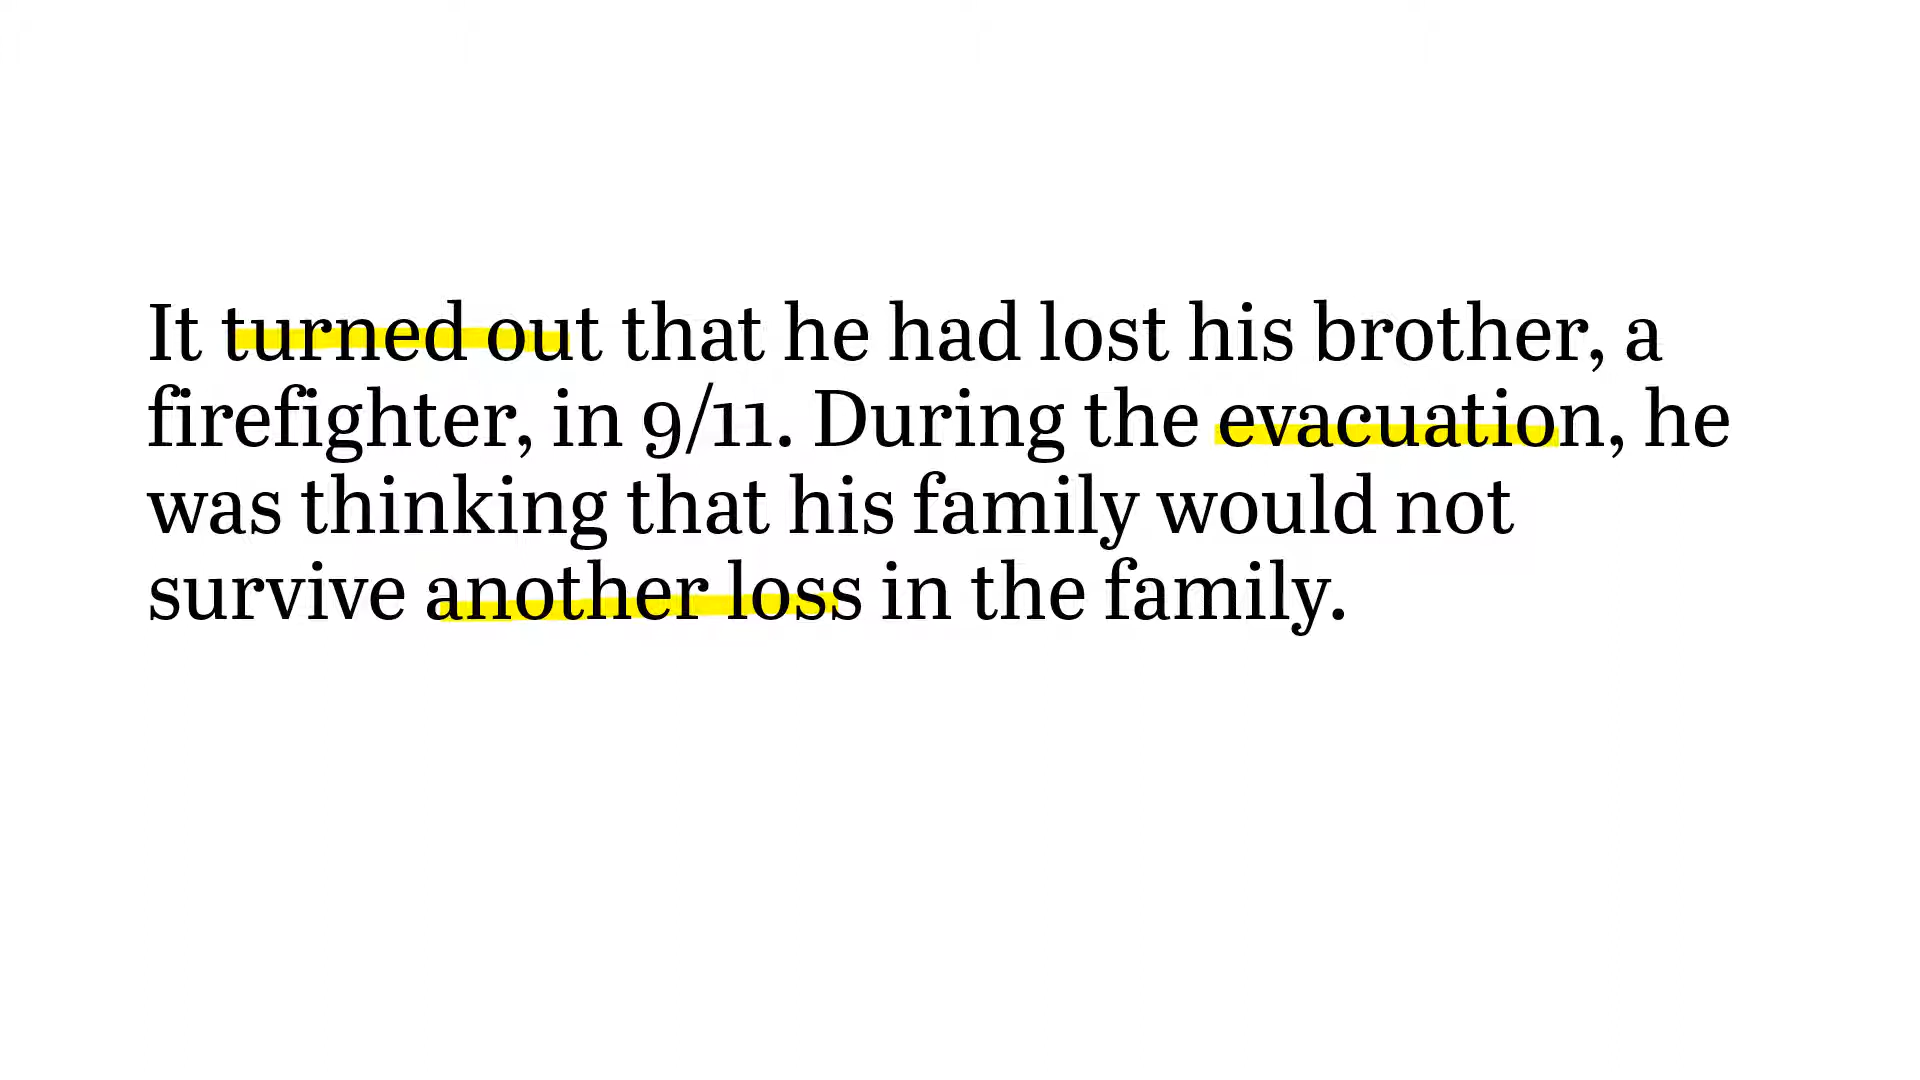 It turned out that he had lost his brother, a
firefighter, in 9/11. During the evacuation, he
was thinking that his family would not
survive another loss in the family.